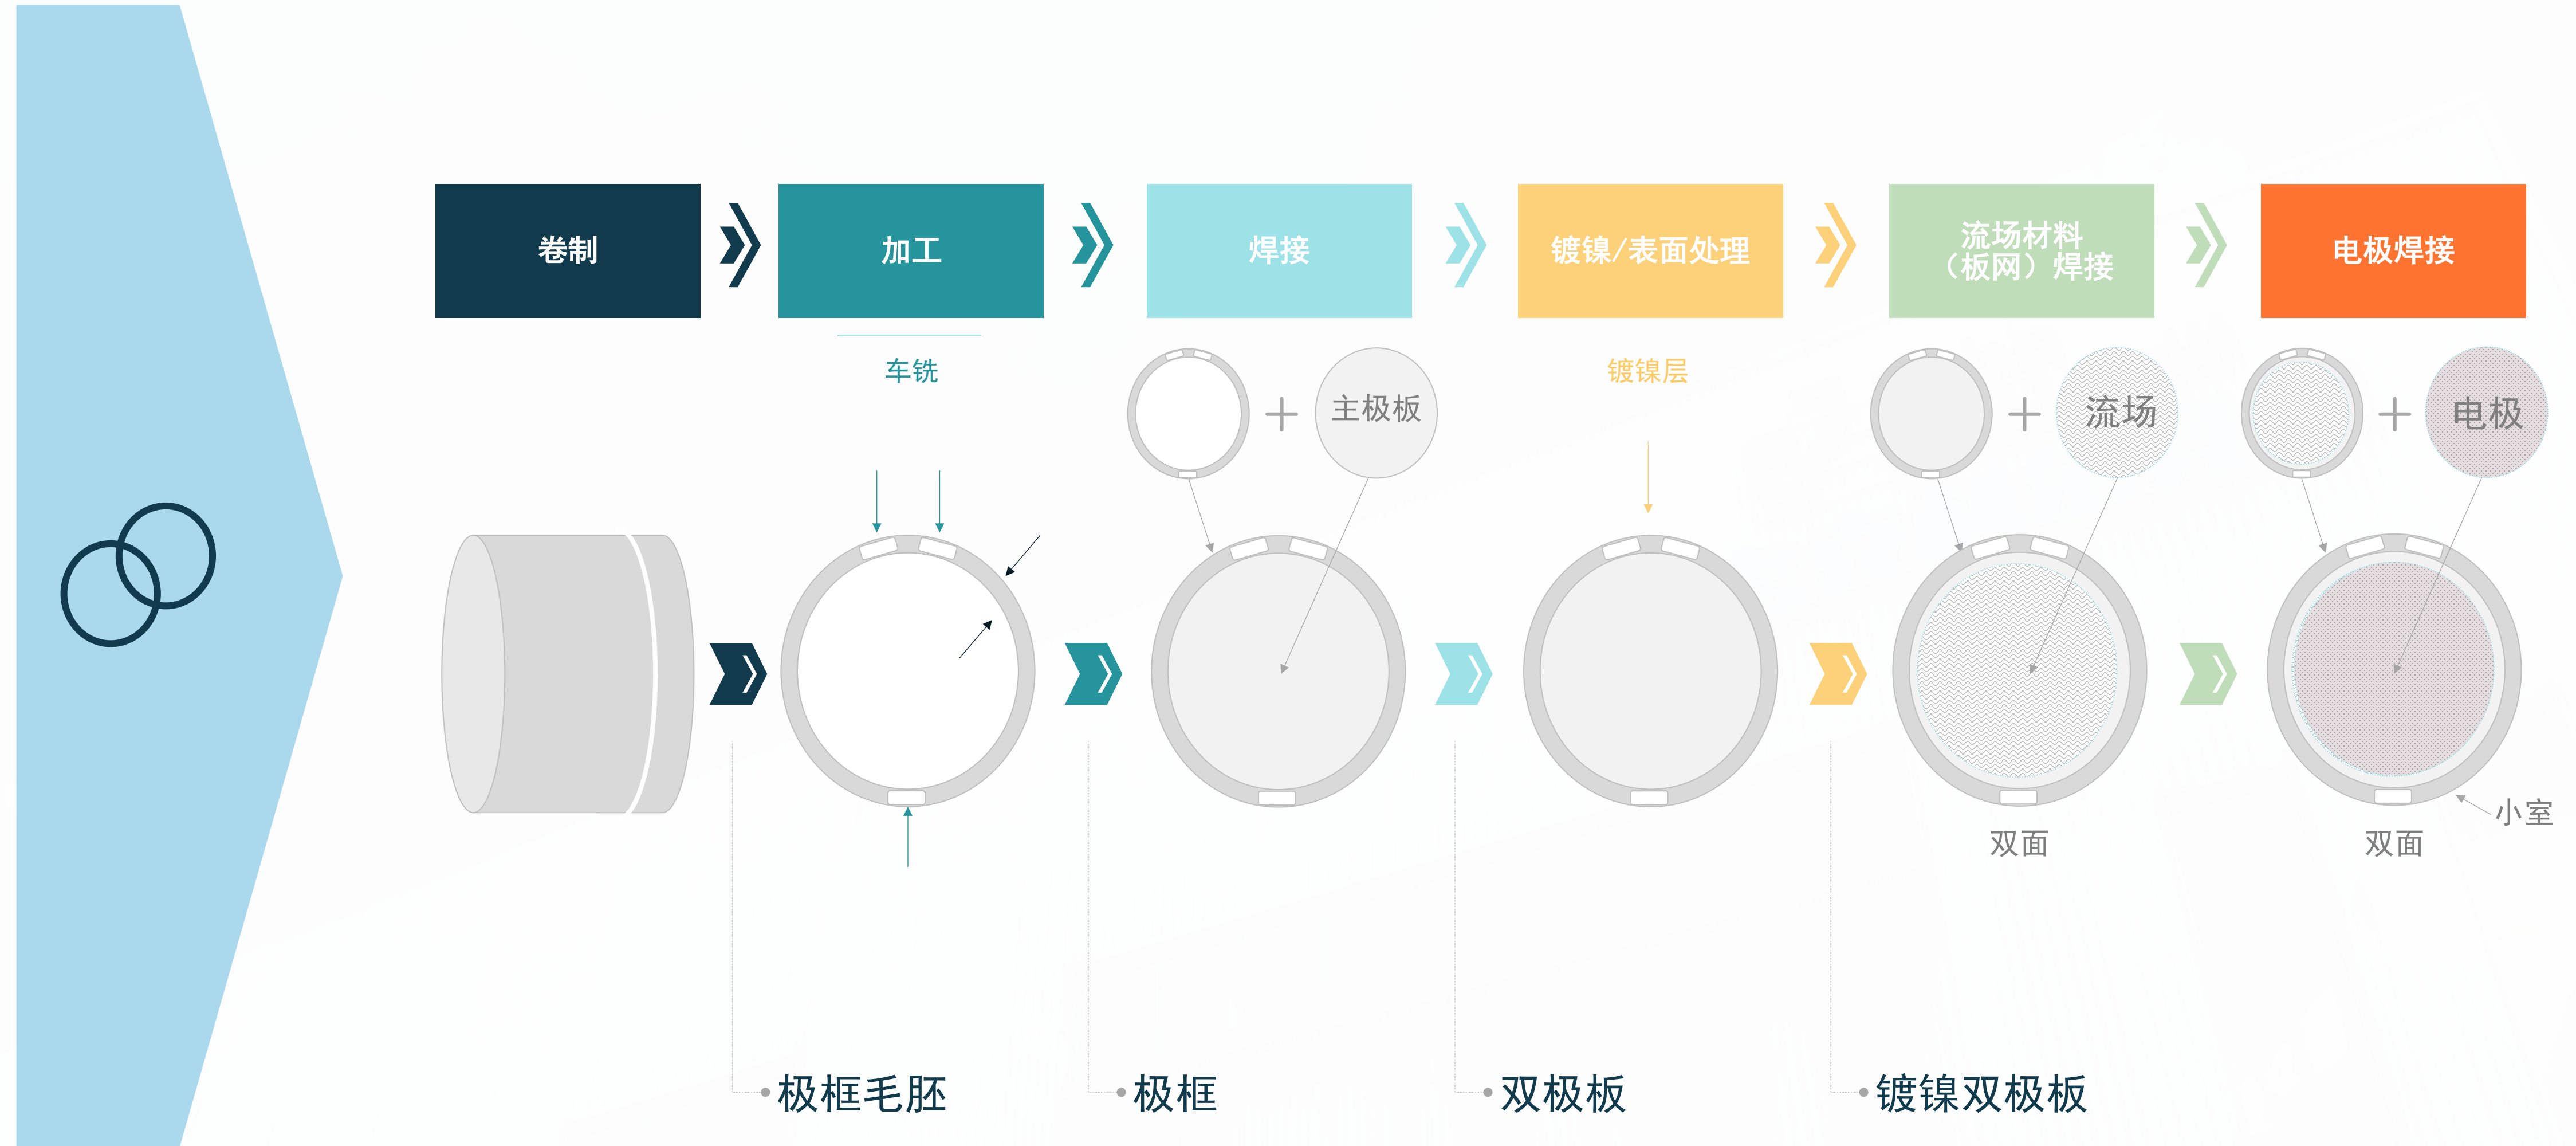 卷制
加工
焊接
镀镍/表面处理
流场材料
（板网）焊接
电极焊接
车铣
主极板
镀镍层
流场
电极
小室
双面
双面
极框毛胚
极框
双极板
镀镍双极板